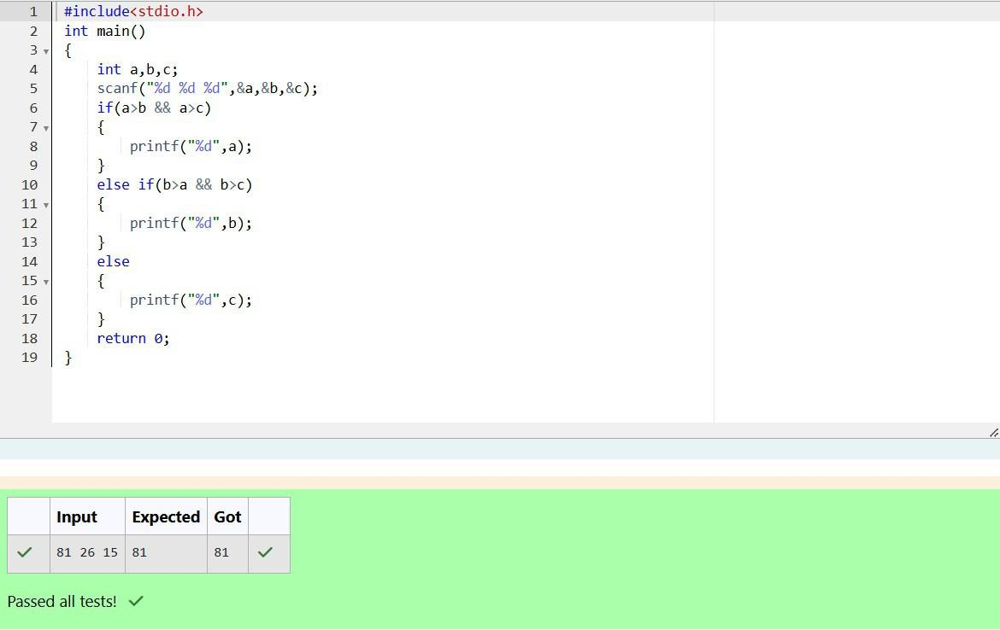 1 #include<stdio.h>
2 int main()
3 {
4     int a,b,c;
5     scanf("%d %d %d",&a,&b,&c);
6     if(a>b && a>c)
7     {
8         printf("%d",a);
9     }
10     else if(b>a && b>c)
11     {
12         printf("%d",b);
13     }
14     else
15     {
16         printf("%d",c);
17     }
18     return 0;
19 }
Input Expected Got
81 26 15 81 81
Passed all tests!